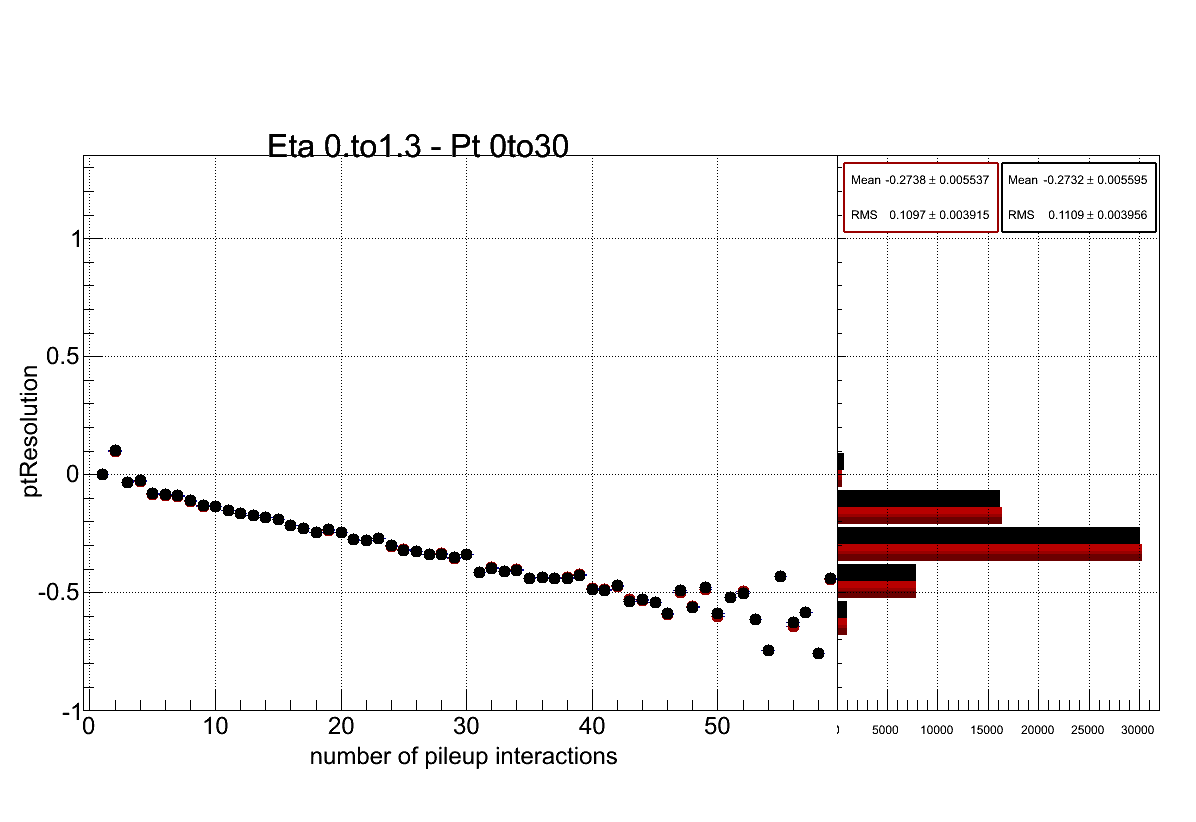 Eta 0.to1.3 - Pt 0to30
Mean -0.2738 ± 0.005537
RMS 0.1097 ± 0.003915
Mean -0.2732 ± 0.005595
RMS 0.1109 ± 0.003956
1
0.5
0
-0.5
-1
ptResolution
0 10 20 30 40 50
number of pileup interactions
5000 10000 15000 20000 25000 30000